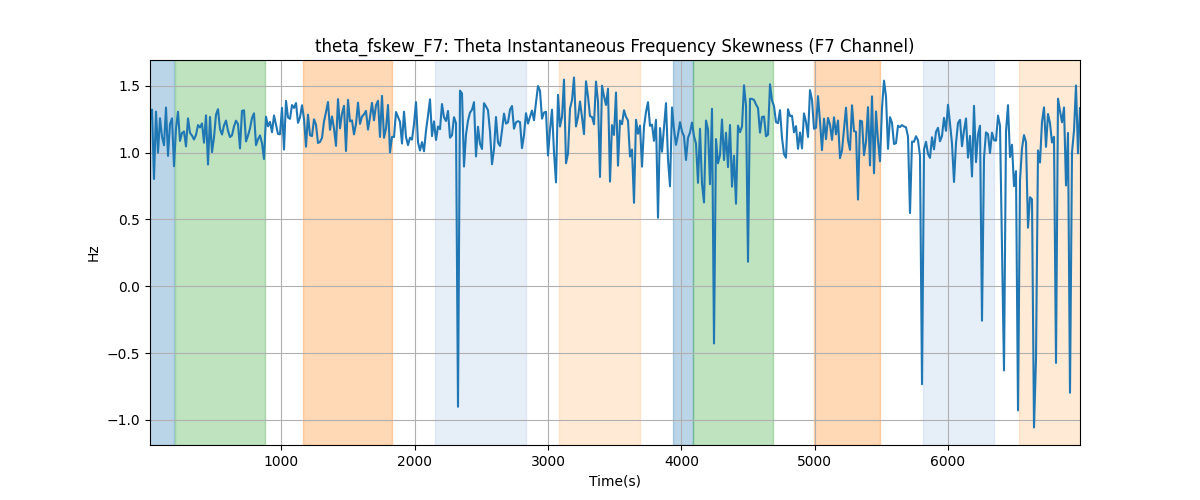 theta_fskew_F7: Theta Instantaneous Frequency Skewness (F7 Channel)
1.5
1.0
0.5
0.0
−0.5
−1.0
Hz
1000 2000 3000 4000 5000 6000
Time(s)